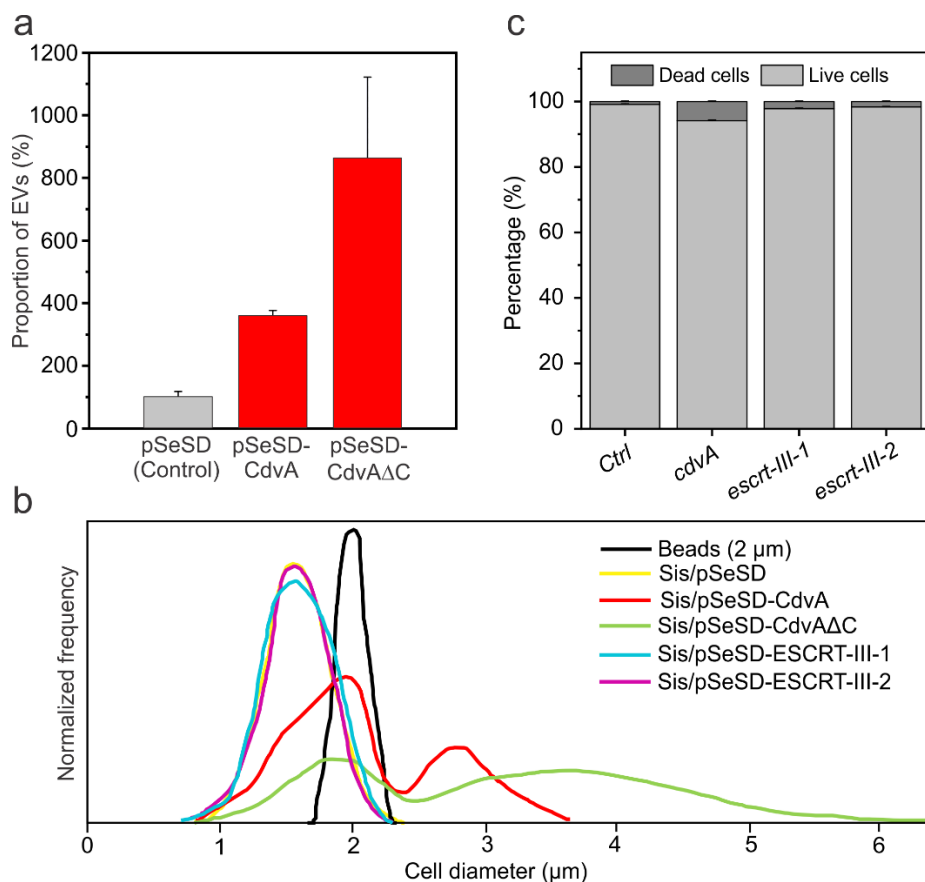 a
Proportion of EVs (%)
1200
1000
800
600
400
200
0
pSeSD
(Control)
pSeSD-
CdvA
pSeSD-
CdvAΔC
c
Dead cells
Live cells
Percentage (%)
100
80
60
40
20
0
Ctrl
cdvA
escrt-III-1
escrt-III-2
b
Normalized frequency
Beads (2 µm)
Sis/pSeSD
Sis/pSeSD-CdvA
Sis/pSeSD-CdvAΔC
Sis/pSeSD-ESCRT-III-1
Sis/pSeSD-ESCRT-III-2
0 1 2 3 4 5 6
Cell diameter (µm)